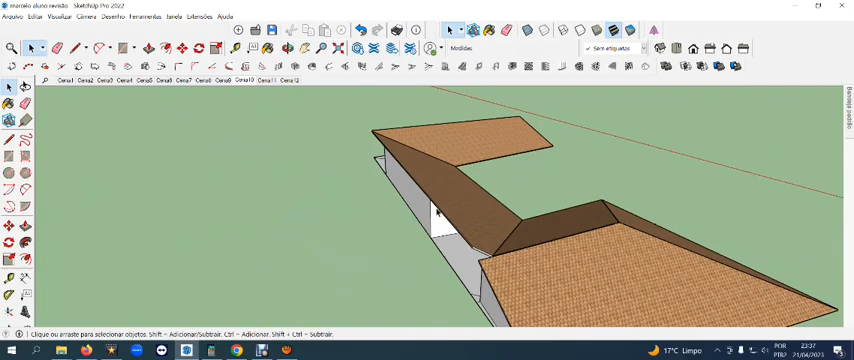 marcelo aluno revisão - SketchUp Pro 2022
Arquivo Editar Visualizar Câmera Desenho Ferramentas Janela Extensões Ajuda
Medidas
Sem etiquetas
Cena1 Cena2 Cena3 Cena4 Cena5 Cena6 Cena7 Cena8 Cena9 Cena10 Cena11 Cena12
Bandeja padrão
Clique ou arraste para selecionar objetos. Shift = Adicionar/Subtrair. Ctrl = Adicionar. Shift + Ctrl = Subtrair.
17°C Limpo
POR
PTB2
23:37
21/04/2023